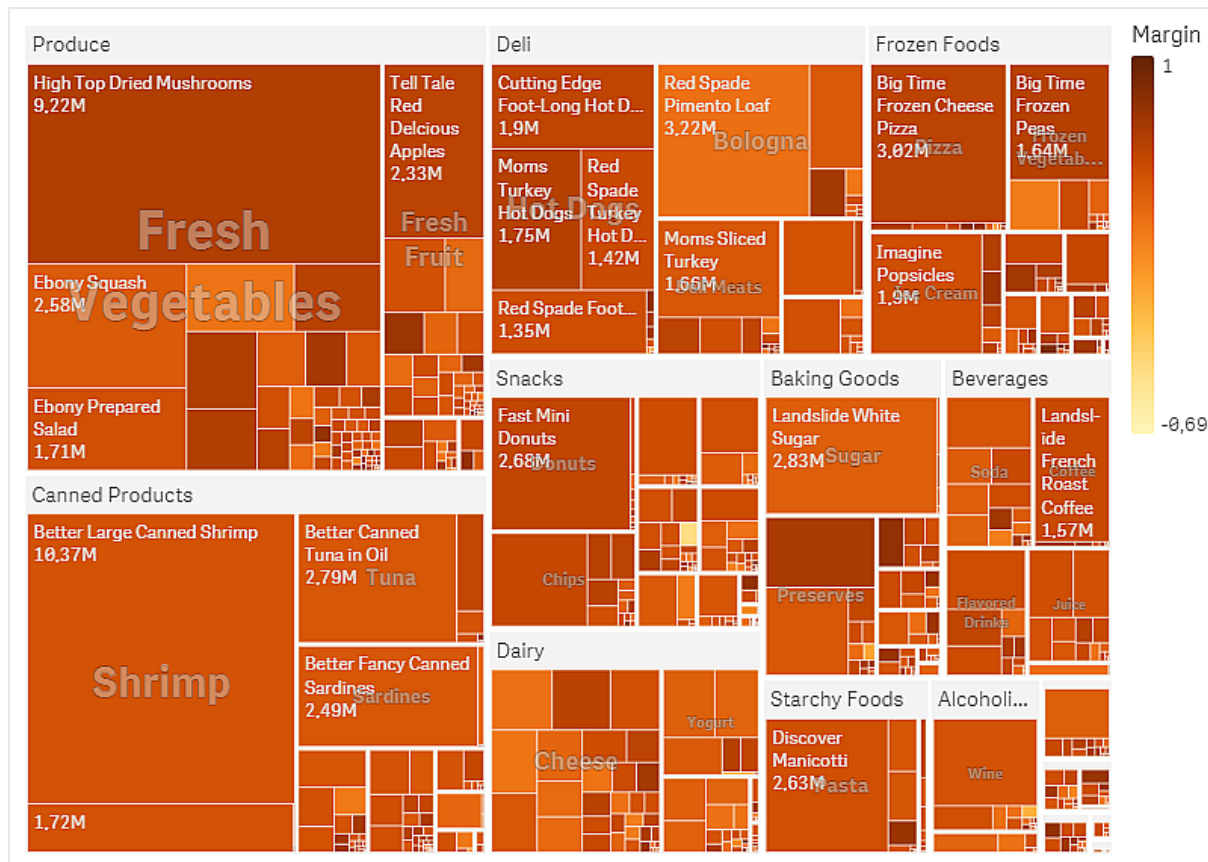 Produce
High Top Dried Mushrooms
9,22M
Fresh
Vegetables
Ebony Squash
2,58M
Ebony Prepared
Salad
1,71M
Tell Tale
Red
Delcious
Apples
2,33M
Fresh
Fruit
Canned Products
Better Large Canned Shrimp
10,37M
Shrimp
1,72M
Better Canned
Tuna in Oil
2,79M
Tuna
Better Fancy Canned
Sardines
2,49M
Sardines
Deli
Cutting Edge
Foot-Long Hot D...
1,9M
Moms
Turkey
Hot Dogs
1,75M
Red
Spade
Turkey
Hot D...
1,42M
Hot Dogs
Red Spade Foot...
1,35M
Red Spade
Pimento Loaf
3,22M
Bologna
Moms Sliced
Turkey
1,66M
Deli Meats
Frozen Foods
Big Time
Frozen Cheese
Pizza
3,02M
Pizza
Big Time
Frozen
Peas
1,64M
Frozen
Vegetab...
Imagine
Popsicles
1,9M
Ice Cream
Snacks
Fast Mini
Donuts
2,68M
Donuts
Chips
Baking Goods
Landslide White
Sugar
2,83M
Sugar
Preserves
Beverages
Soda
Landsl-
ide
French
Roast
Coffee
1,57M
Coffee
Flavored
Drinks
Juice
Dairy
Cheese
Yogurt
Starchy Foods
Discover
Manicotti
2,63M
Pasta
Alcoholi...
Wine
Margin
1
-0,69